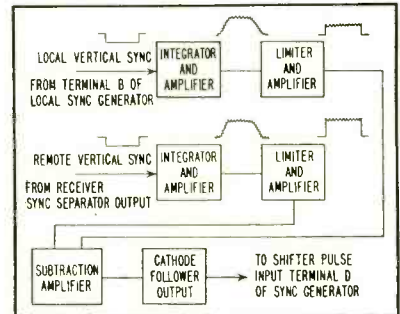 LOCAL VERTICAL SYNC
FROM TERMINAL B OF
LOCAL SYNC GENERATOR
INTEGRATOR
AND
AMPLIFIER
LIMITER
AND
AMPLIFIER
REMOTE VERTICAL SYNC
FROM RECEIVER
SYNC SEPARATOR OUTPUT
INTEGRATOR
AND
AMPLIFIER
LIMITER
AND
AMPLIFIER
SUBTRACTION
AMPLIFIER
CATHODE
FOLLOWER
OUTPUT
TO SHIFTER PULSE
INPUT TERMINAL D
OF SYNC GENERATOR